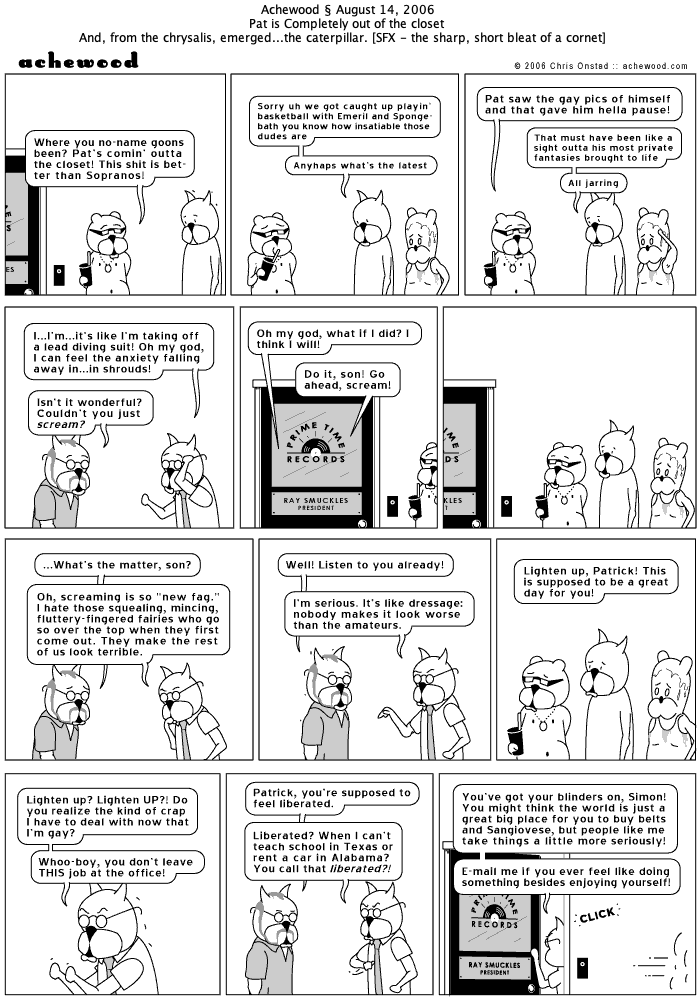 Achewood § August 14, 2006
Pat is Completely out of the closet
And, from the chrysalis, emerged...the caterpillar. [SFX - the sharp, short bleat of a cornet]
achewood
© 2006 Chris Onstad :: achewood.com
Where you no-name goons
been? Pat's comin' outta
the closet! This shit is bet-
ter than Sopranos!
ES
Sorry uh we got caught up playin'
basketball with Emeril and Sponge-
bath you know how insatiable those
dudes are
Anyhaps what's the latest
Pat saw the gay pics of himself
and that gave him hella pause!
That must have been like a
sight outta his most private
fantasies brought to life
All jarring
I...I'm...it's like I'm taking off
a lead diving suit! Oh my god,
I can feel the anxiety falling
away in...in shrouds!
Isn't it wonderful?
Couldn't you just
scream?
Oh my god, what if I did? I
think I will!
Do it, son! Go
ahead, scream!
PRIME TIME
RECORDS
RAY SMUCKLES
PRESIDENT
TIME
RDS
KLES
T
...What's the matter, son?
Oh, screaming is so "new fag."
I hate those squealing, mincing,
fluttery-fingered fairies who go
so over the top when they first
come out. They make the rest
of us look terrible.
Well! Listen to you already!
I'm serious. It's like dressage:
nobody makes it look worse
than the amateurs.
Lighten up, Patrick! This
is supposed to be a great
day for you!
Lighten up? Lighten UP?! Do
you realize the kind of crap
I have to deal with now that
I'm gay?
Whoo-boy, you don't leave
THIS job at the office!
Patrick, you're supposed to
feel liberated.
Liberated? When I can't
teach school in Texas or
rent a car in Alabama?
You call that liberated?!
You've got your blinders on, Simon!
You might think the world is just a
great big place for you to buy belts
and Sangiovese, but people like me
take things a little more seriously!
E-mail me if you ever feel like doing
something besides enjoying yourself!
TIME
RECORDS
RAY SMUCKLES
PRESIDENT
CLICK